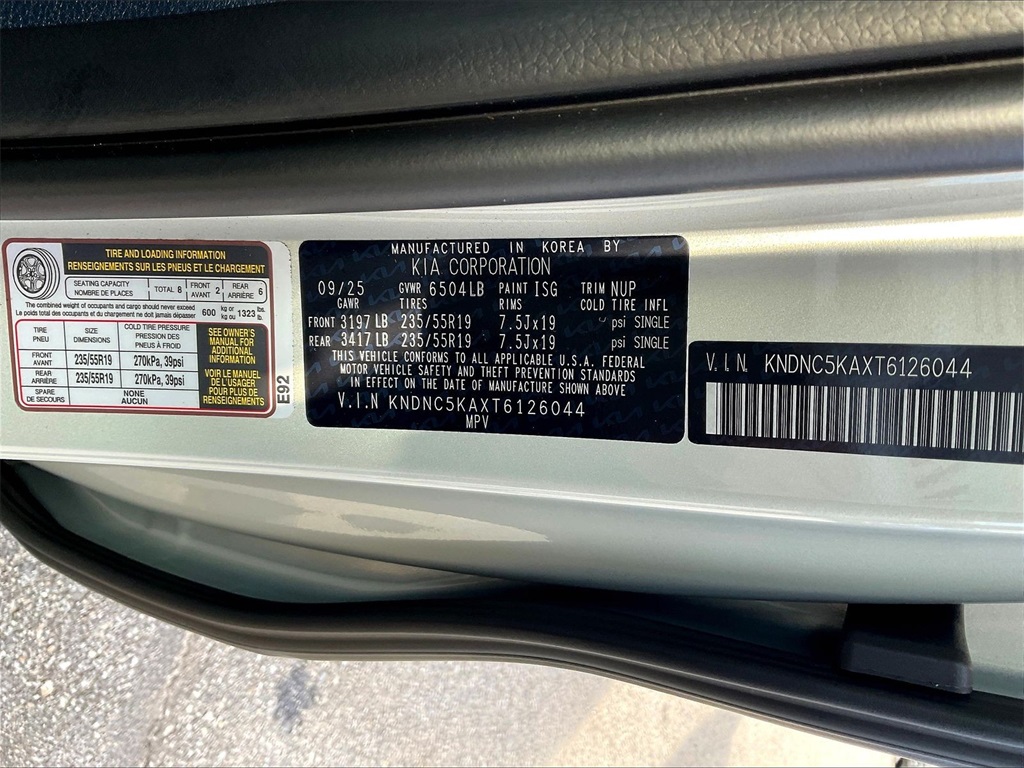 TIRE AND LOADING INFORMATION
RENSEIGNEMENTS SUR LES PNEUS ET LE CHARGEMENT
SEATING CAPACITY
NOMBRE DE PLACES
TOTAL 8
FRONT
AVANT 2
REAR
ARRIÈRE 6
The combined weight of occupants and cargo should never exceed
Le poids total des occupants et du chargement ne doit jamais dépasser
600 kg or
kg ou
1323 lbs.
lb.
TIRE
PNEU
SIZE
DIMENSIONS
COLD TIRE PRESSURE
PRESSION DES
PNEUS À FROID
FRONT
AVANT
235/55R19
270kPa, 39psi
REAR
ARRIÈRE
235/55R19
270kPa, 39psi
SPARE
DE SECOURS
NONE
AUCUN
SEE OWNER'S
MANUAL FOR
ADDITIONAL
INFORMATION
VOIR LE MANUEL
DE L'USAGER
POUR PLUS DE
RENSEIGNEMENTS
E92
MANUFACTURED IN KOREA BY
KIA CORPORATION
09/25 GVWR 6504LB PAINT ISG TRIM NUP
GAWR TIRES RIMS COLD TIRE INFL
FRONT 3197 LB 235/55R19 7.5Jx19 psi SINGLE
REAR 3417 LB 235/55R19 7.5Jx19 psi SINGLE
THIS VEHICLE CONFORMS TO ALL APPLICABLE U.S.A. FEDERAL
MOTOR VEHICLE SAFETY AND THEFT PREVENTION STANDARDS
IN EFFECT ON THE DATE OF MANUFACTURE SHOWN ABOVE
V.I.N KNDNC5KAXT6126044
MPV
V.I.N. KNDNC5KAXT6126044